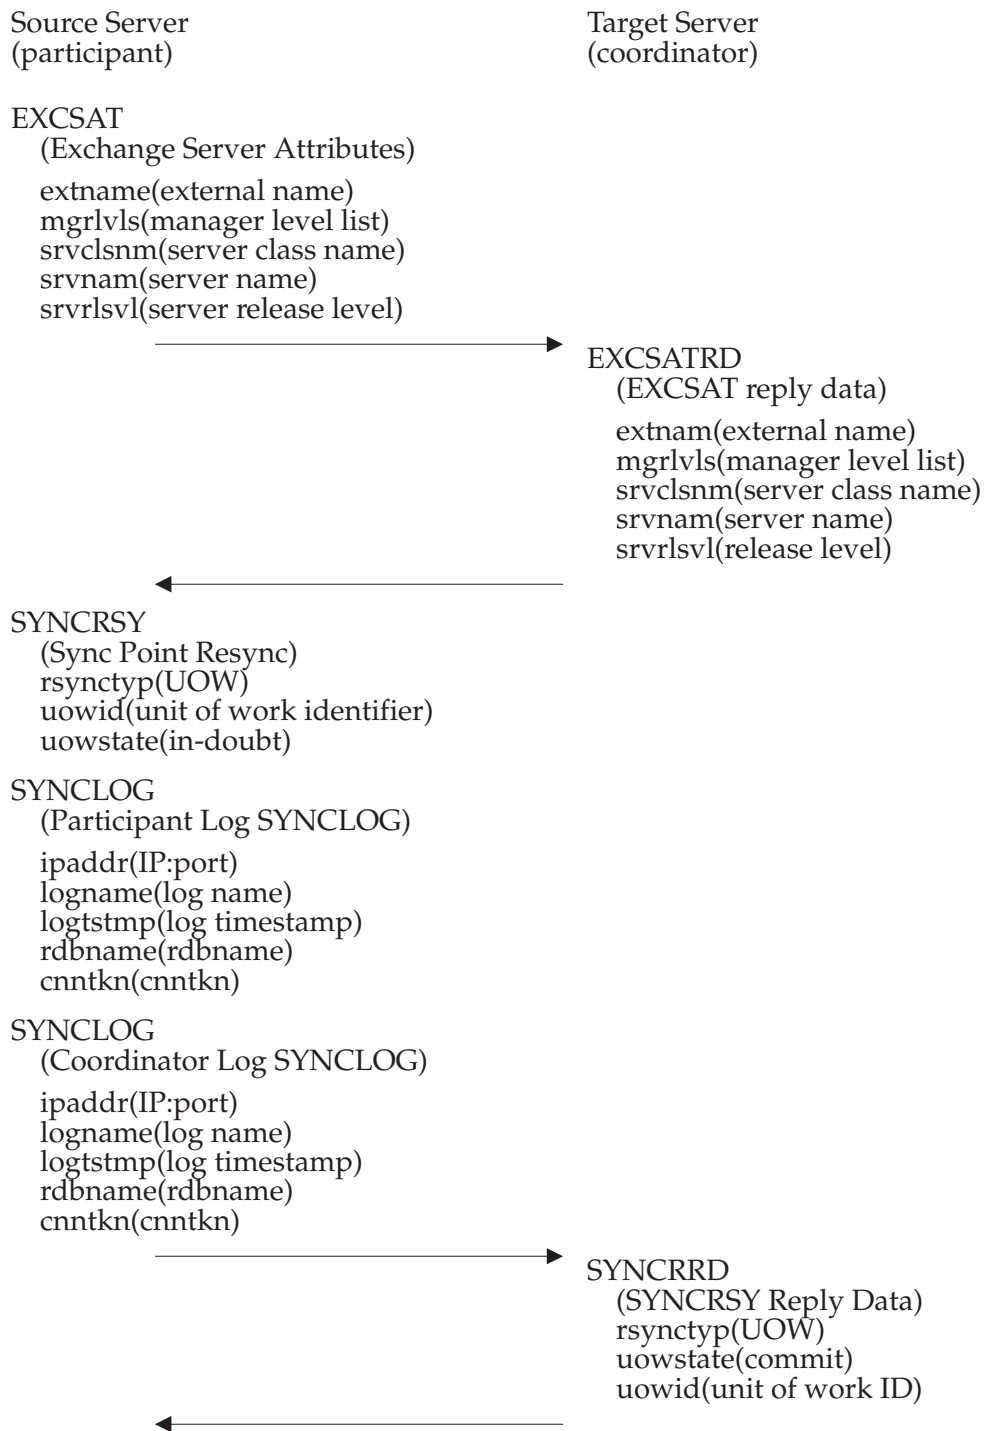 Source Server
(participant)
Target Server
(coordinator)
EXCSAT
(Exchange Server Attributes)
extname(external name)
mgrlvls(manager level list)
srvclsnm(server class name)
srvnam(server name)
srvrlsvl(server release level)
EXCSATRD
(EXCSAT reply data)
extnam(external name)
mgrlvls(manager level list)
srvclsnm(server class name)
srvnam(server name)
srvrlsvl(release level)
SYNCRSY
(Sync Point Resync)
rsynctyp(UOW)
uowid(unit of work identifier)
uowstate(in-doubt)
SYNCLOG
(Participant Log SYNCLOG)
ipaddr(IP:port)
logname(log name)
logtstmp(log timestamp)
rdbname(rdbname)
cnntkn(cnntkn)
SYNCLOG
(Coordinator Log SYNCLOG)
ipaddr(IP:port)
logname(log name)
logtstmp(log timestamp)
rdbname(rdbname)
cnntkn(cnntkn)
SYNCRRD
(SYNCRSY Reply Data)
rsynctyp(UOW)
uowstate(commit)
uowid(unit of work ID)